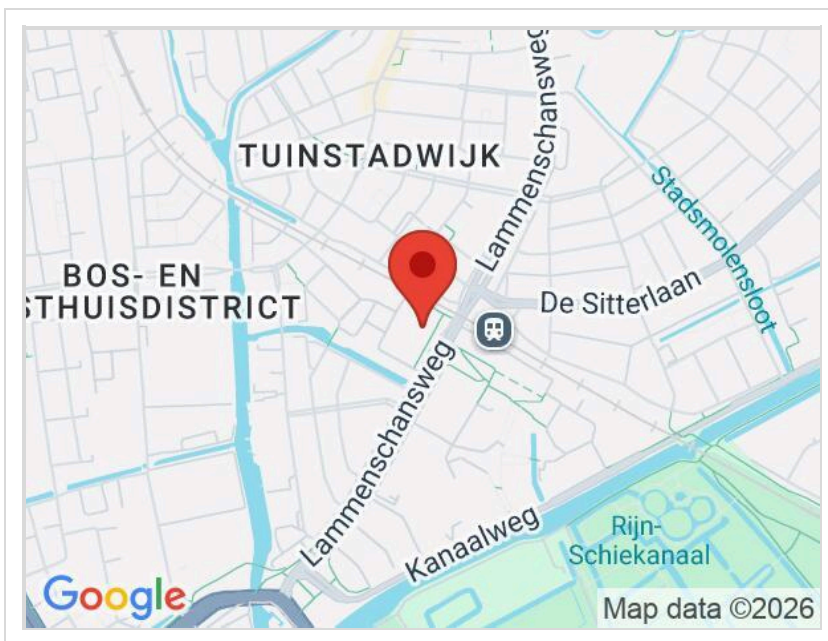 Lammenschansweg
TUINSTADWIJK
Stadsmolensloot
Lammenschansweg
BOS- EN
STHUISDISTRICT
De Sitterlaan
Lammenschansweg
Kanaalweg
Rijn-
Schiekanaal
Google
Map data ©2026